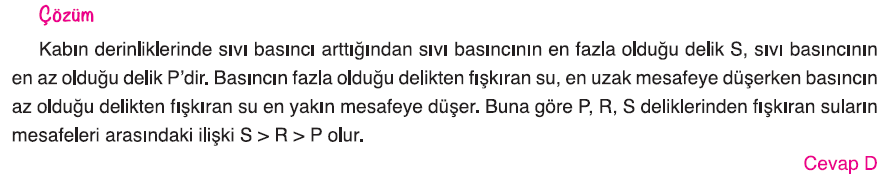 Çözüm
Kabın derinliklerinde sıvı basıncı arttığından sıvı basıncının en fazla olduğu delik S, sıvı basıncının
en az olduğu delik P'dir. Basıncın fazla olduğu delikten fışkıran su, en uzak mesafeye düşerken basıncın
az olduğu delikten fışkıran su en yakın mesafeye düşer. Buna göre P, R, S deliklerinden fışkıran suların
mesafeleri arasındaki ilişki S > R > P olur.
Cevap D